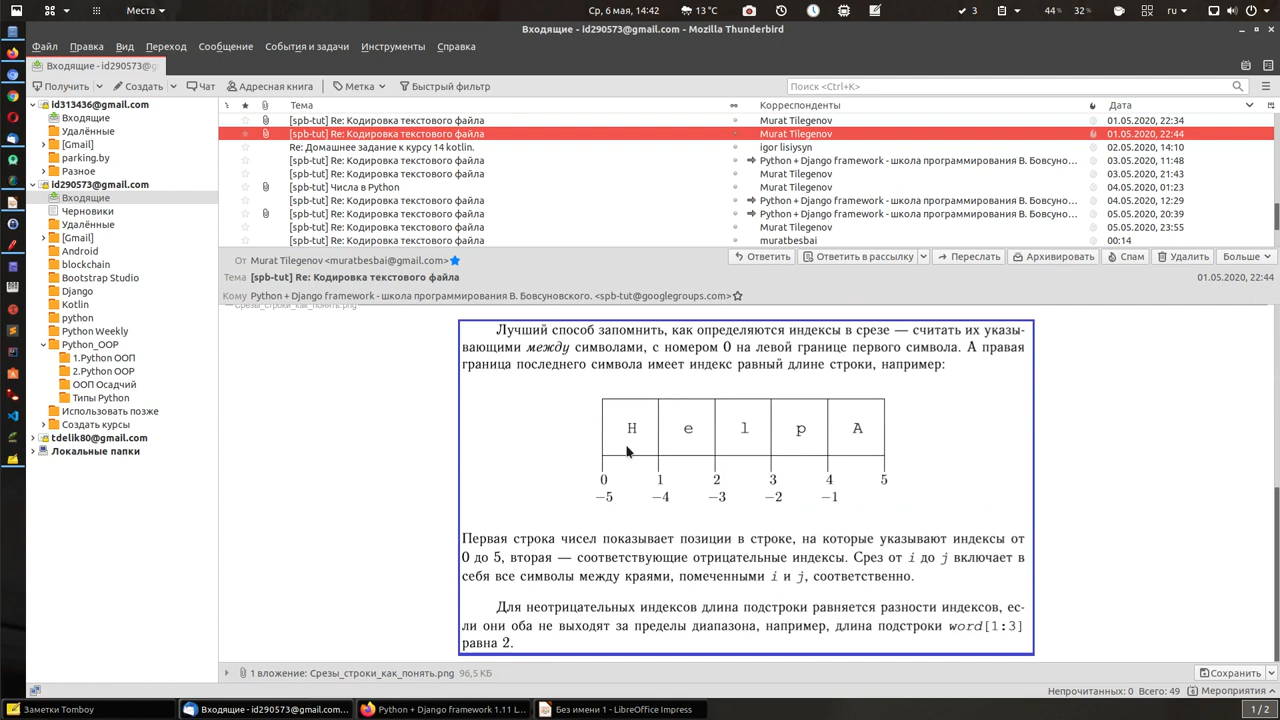 Места
Ср, 6 мая, 14:42
13°C
3
44%
32%
ru
Входящие - id290573@gmail.com - Mozilla Thunderbird
Файл Правка Вид Переход Сообщение События и задачи Инструменты Справка
Входящие - id290573@g
Получить Создать Чат Адресная книга Метка Быстрый фильтр Поиск <Ctrl+K>
id313436@gmail.com
Входящие
Удалённые
[Gmail]
parking.by
Разное
id290573@gmail.com
Входящие
Черновики
Удалённые
[Gmail]
Android
blockchain
Bootstrap Studio
Django
Kotlin
python
Python Weekly
Python_OOP
1.Python ООП
2.Python OOP
ООП Осадчий
Типы Python
Использовать позже
Создать курсы
tdelik80@gmail.com
Локальные папки
Тема Корреспонденты Дата
[spb-tut] Re: Кодировка текстового файла Murat Tilegenov 01.05.2020, 22:34
[spb-tut] Re: Кодировка текстового файла Murat Tilegenov 01.05.2020, 22:44
Re: Домашнее задание к курсу 14 kotlin. igor lisiysyn 02.05.2020, 14:10
[spb-tut] Re: Кодировка текстового файла Python + Django framework - школа программирования В. Бовсуно... 03.05.2020, 11:48
[spb-tut] Re: Кодировка текстового файла Murat Tilegenov 03.05.2020, 21:43
[spb-tut] Числа в Python Murat Tilegenov 04.05.2020, 01:23
[spb-tut] Re: Кодировка текстового файла Python + Django framework - школа программирования В. Бовсуно... 04.05.2020, 12:29
[spb-tut] Re: Кодировка текстового файла Python + Django framework - школа программирования В. Бовсуно... 05.05.2020, 20:39
[spb-tut] Re: Кодировка текстового файла Murat Tilegenov 05.05.2020, 23:55
[spb-tut] Re: Кодировка текстового файла muratbesbai 00:14
От Murat Tilegenov <muratbesbai@gmail.com> Ответить Ответить в рассылку Переслать Архивировать Спам Удалить Больше
Тема [spb-tut] Re: Кодировка текстового файла 01.05.2020, 22:44
Кому Python + Django framework - школа программирования В. Бовсуновского. <spb-tut@googlegroups.com>
Срезы_строки_как_понять.png
Лучший способ запомнить, как определяются индексы в срезе — считать их указы-
вающими между символами, с номером 0 на левой границе первого символа. А правая
граница последнего символа имеет индекс равный длине строки, например:
H e l p A
0 1 2 3 4 5
−5 −4 −3 −2 −1
Первая строка чисел показывает позиции в строке, на которые указывают индексы от
0 до 5, вторая — соответствующие отрицательные индексы. Срез от i до j включает в
себя все символы между краями, помеченными i и j, соответственно.
Для неотрицательных индексов длина подстроки равняется разности индексов, ес-
ли они оба не выходят за пределы диапазона, например, длина подстроки word[1:3]
равна 2.
1 вложение: Срезы_строки_как_понять.png 96,5 КБ Сохранить
Непрочитанных: 0 Всего: 49 Мероприятия
Заметки Tomboy
Входящие - id290573@gmail.com...
Python + Django framework 1.11 L...
Без имени 1 - LibreOffice Impress
1/2